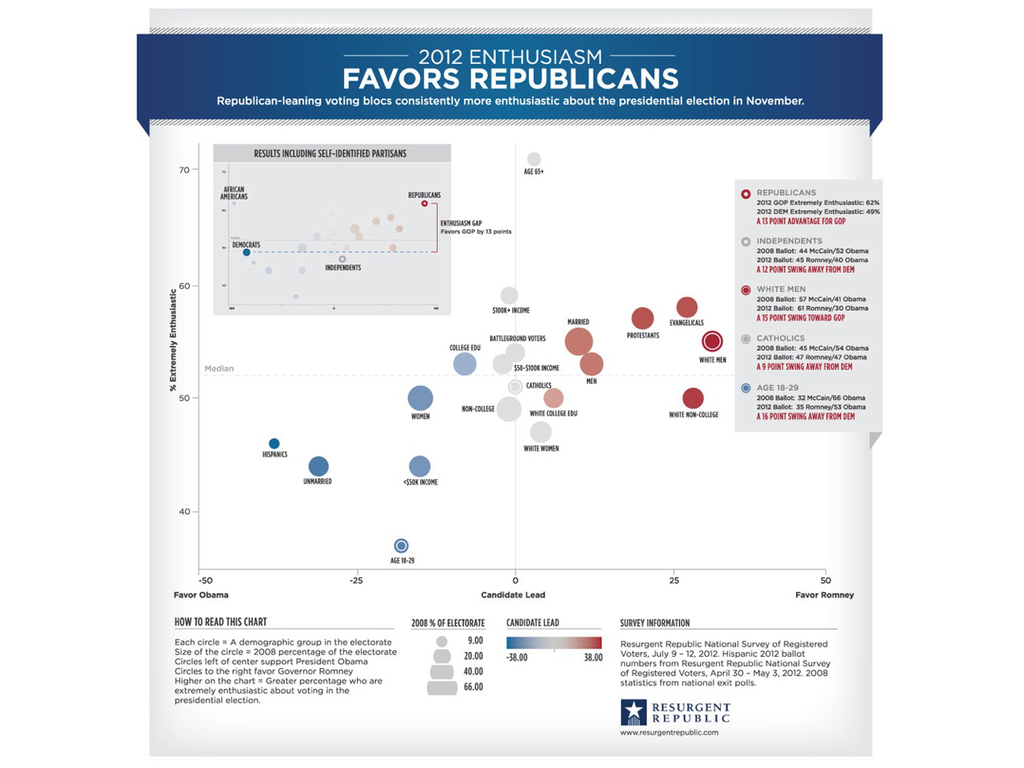 2012 ENTHUSIASM
FAVORS REPUBLICANS
Republican-leaning voting blocs consistently more enthusiastic about the presidential election in November.
RESULTS INCLUDING SELF-IDENTIFIED PARTISANS
AFRICAN
AMERICANS
REPUBLICANS
ENTHUSIASM GAP
Favors GOP by 13 points
DEMOCRATS
INDEPENDENTS
% Extremely Enthusiastic
70
60
50
40
Median
AGE 65+
$100K+ INCOME
MARRIED
PROTESTANTS
EVANGELICALS
WHITE MEN
BATTLEGROUND VOTERS
COLLEGE EDU
$50-$100K INCOME
MEN
CATHOLICS
WOMEN
NON-COLLEGE
WHITE COLLEGE EDU
WHITE NON-COLLEGE
WHITE WOMEN
HISPANICS
UNMARRIED
<$50K INCOME
AGE 18-29
-50
-25
0
25
50
Favor Obama
Candidate Lead
Favor Romney
REPUBLICANS
2012 GOP Extremely Enthusiastic: 62%
2012 DEM Extremely Enthusiastic: 49%
A 13 POINT ADVANTAGE FOR GOP
INDEPENDENTS
2008 Ballot: 44 McCain/52 Obama
2012 Ballot: 45 Romney/40 Obama
A 12 POINT SWING AWAY FROM DEM
WHITE MEN
2008 Ballot: 57 McCain/41 Obama
2012 Ballot: 61 Romney/30 Obama
A 15 POINT SWING TOWARD GOP
CATHOLICS
2008 Ballot: 45 McCain/54 Obama
2012 Ballot: 47 Romney/47 Obama
A 9 POINT SWING AWAY FROM DEM
AGE 18-29
2008 Ballot: 32 McCain/66 Obama
2012 Ballot: 35 Romney/53 Obama
A 16 POINT SWING AWAY FROM DEM
HOW TO READ THIS CHART
Each circle = A demographic group in the electorate
Size of the circle = 2008 percentage of the electorate
Circles left of center support President Obama
Circles to the right favor Governor Romney
Higher on the chart = Greater percentage who are
extremely enthusiastic about voting in the
presidential election.
2008 % OF ELECTORATE
9.00
20.00
40.00
66.00
CANDIDATE LEAD
-38.00
38.00
SURVEY INFORMATION
Resurgent Republic National Survey of Registered
Voters, July 9 – 12, 2012. Hispanic 2012 ballot
numbers from Resurgent Republic National Survey
of Registered Voters, April 30 – May 3, 2012. 2008
statistics from national exit polls.
RESURGENT
REPUBLIC
www.resurgentrepublic.com